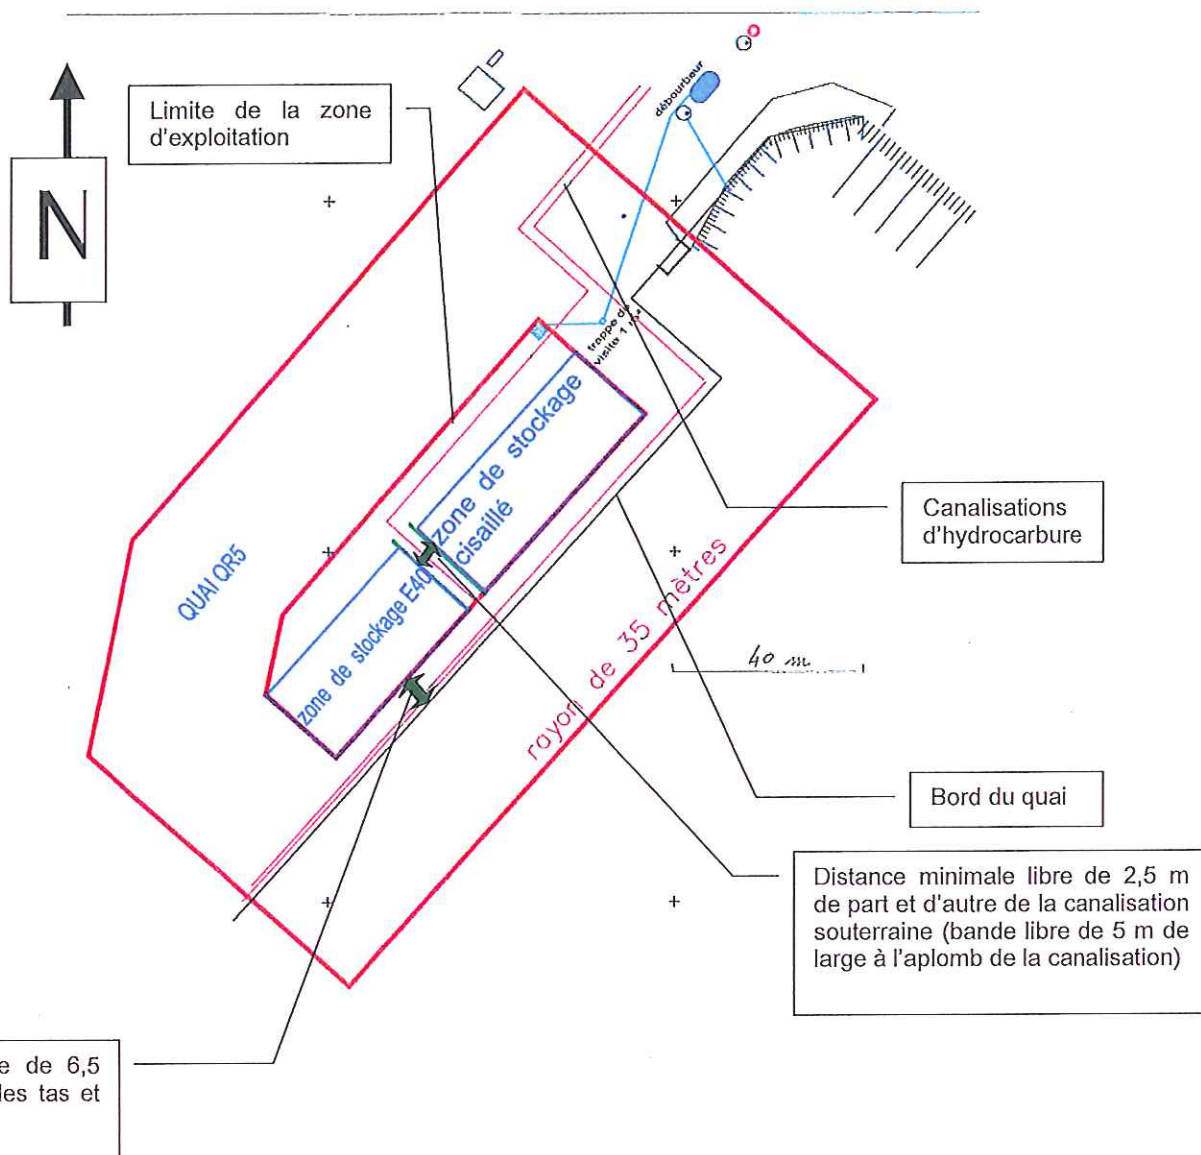 Limite de la zone
d'exploitation
N
débourbeur
trappe de
visite 1 m²
zone de stockage
cisaillé
QUAI QR5
zone de stockage E40
Canalisations
d'hydrocarbure
rayon de 35 mètres
40 m
Bord du quai
Distance minimale libre de 2,5 m
de part et d'autre de la canalisation
souterraine (bande libre de 5 m de
large à l'aplomb de la canalisation)
e de 6,5
les tas et